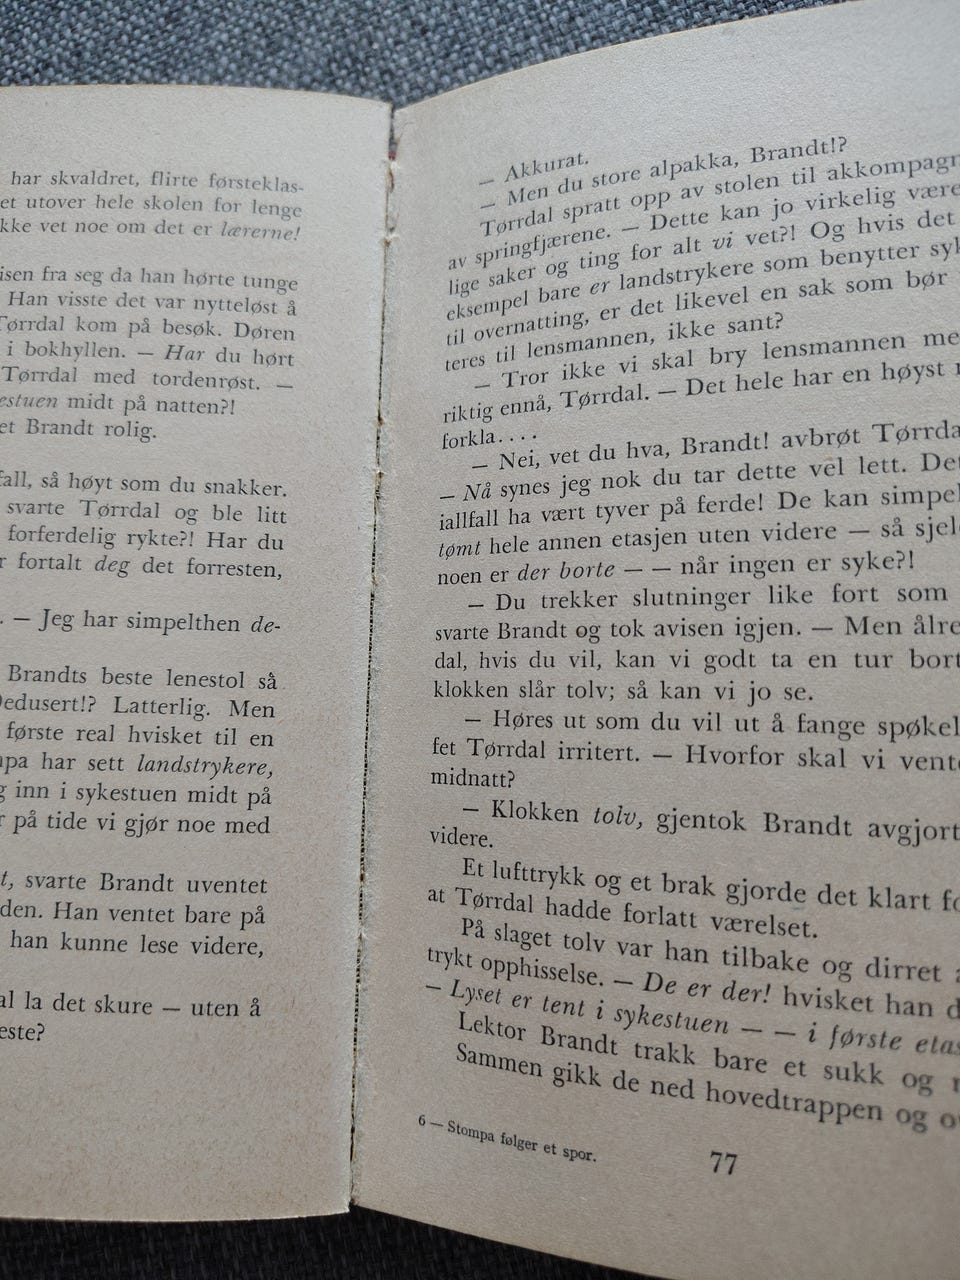 har skvaldret, flirte førsteklas-
et utover hele skolen for lenge
vet noe om det er lærerne!
fra seg da han hørte tunge
Han visste det var nytteløst å
Tørrdal kom på besøk. Døren
i bokhyllen. — Har du hørt
Tørrdal med tordenrøst. —
midt på natten?!
Brandt rolig.
så høyt som du snakker.
svarte Tørrdal og ble litt
forferdelig rykte?! Har du
fortalt deg det forresten,
— Jeg har simpelthen de-
Brandts beste lenestol så
Latterlig. Men
første real hvisket til en
har sett landstrykere,
inn i sykestuen midt på
på tide vi gjør noe med
svarte Brandt uventet
Han ventet bare på
han kunne lese videre,
la det skure — uten å
— Akkurat.
— Men du store alpakka, Brandt!?
Tørrdal spratt opp av stolen til akkompagn
av springfjærene. — Dette kan jo virkelig være
lige saker og ting for alt vi vet?! Og hvis det
eksempel bare er landstrykere som benytter syk
til overnatting, er det likevel en sak som bør
teres til lensmannen, ikke sant?
— Tror ikke vi skal bry lensmannen me
riktig ennå, Tørrdal. — Det hele har en høyst
forkla....
— Nei, vet du hva, Brandt! avbrøt Tørrda
— Nå synes jeg nok du tar dette vel lett. De
iallfall ha vært tyver på ferde! De kan simpel
tømt hele annen etasjen uten videre — så sjel
noen er der borte — — når ingen er syke?!
— Du trekker slutninger like fort som
svarte Brandt og tok avisen igjen. — Men ålre
dal, hvis du vil, kan vi godt ta en tur bort
klokken slår tolv; så kan vi jo se.
— Høres ut som du vil ut å fange spøkel
fet Tørrdal irritert. — Hvorfor skal vi vent
midnatt?
— Klokken tolv, gjentok Brandt avgjort
videre.
Et lufttrykk og et brak gjorde det klart fo
at Tørrdal hadde forlatt værelset.
På slaget tolv var han tilbake og dirret a
trykt opphisselse. — De er der! hvisket han d
— Lyset er tent i sykestuen — — i første etas
Lektor Brandt trakk bare et sukk og
Sammen gikk de ned hovedtrappen og o
6 — Stompa følger et spor.
77